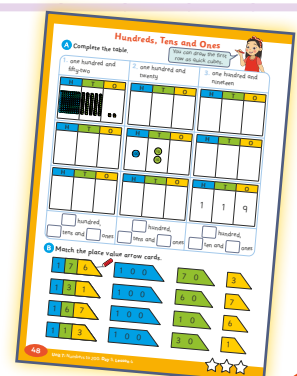 Hundreds, Tens and Ones
A Complete the table.
You can draw the first
row as quick cubes.
1. one hundred and
fifty-two
2. one hundred and
twenty
3. one hundred and
nineteen
H T O
H T O
H T O
H T O
H T O
H T O
H T O
H T O
H T O
1 1 9
hundred,
tens and ones
hundred,
tens and ones
hundred,
ten and ones
B Match the place value arrow cards.
1 7 6
1 0 0
7 0
3
1 3 1
1 0 0
6 0
7
1 6 7
1 0 0
1 0
6
1 1 3
1 0 0
3 0
1
48